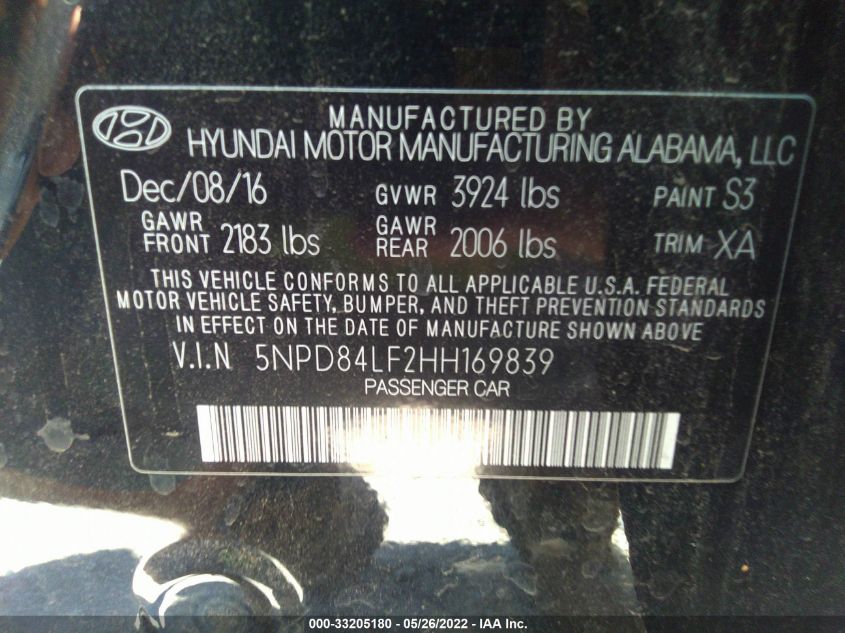 MANUFACTURED BY
HYUNDAI MOTOR MANUFACTURING ALABAMA, LLC
Dec/08/16 GVWR 3924 lbs PAINT S3
GAWR FRONT 2183 lbs GAWR REAR 2006 lbs TRIM XA
THIS VEHICLE CONFORMS TO ALL APPLICABLE U.S.A. FEDERAL
MOTOR VEHICLE SAFETY, BUMPER, AND THEFT PREVENTION STANDARDS
IN EFFECT ON THE DATE OF MANUFACTURE SHOWN ABOVE
V.I.N 5NPD84LF2HH169839
PASSENGER CAR
000-33205180 - 05/26/2022 - IAA Inc.